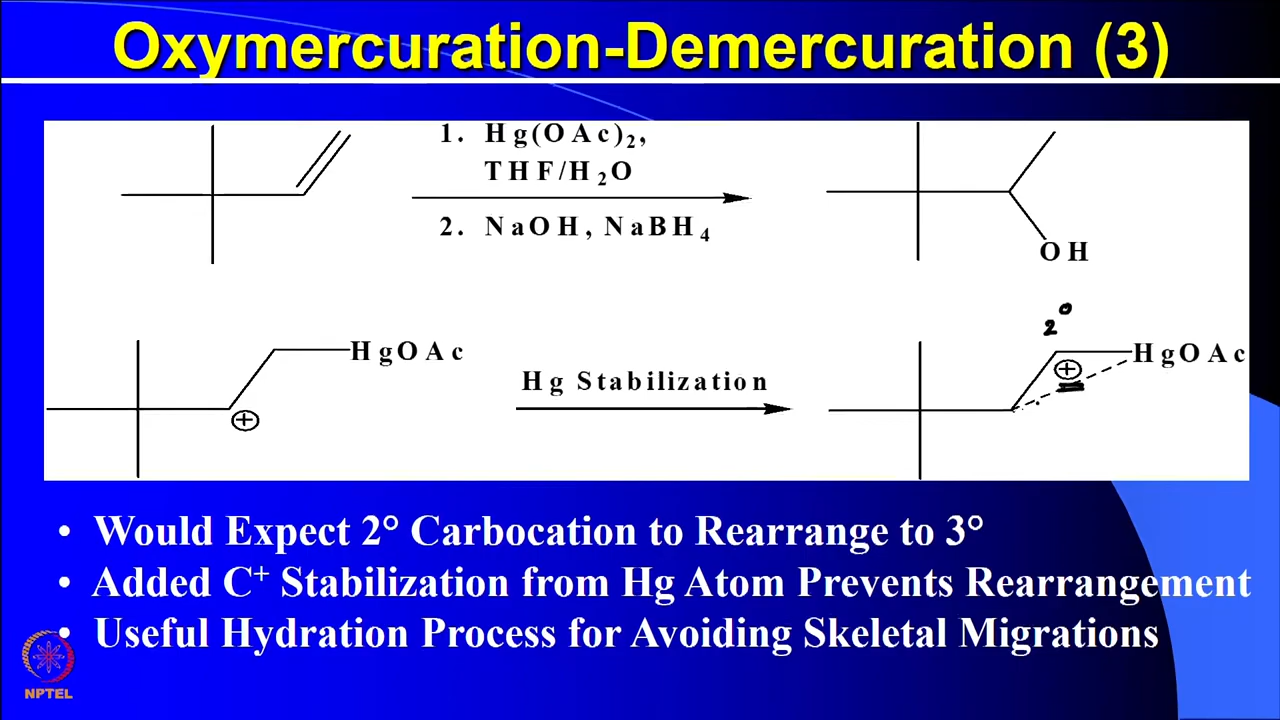 Oxymercuration-Demercuration (3)
1. Hg(OAc)₂,
THF/H₂O
2. NaOH, NaBH₄
OH
2°
HgOAc
Hg Stabilization
⊕
HgOAc
⊕
• Would Expect 2° Carbocation to Rearrange to 3°
• Added C⁺ Stabilization from Hg Atom Prevents Rearrangement
• Useful Hydration Process for Avoiding Skeletal Migrations
NPTEL